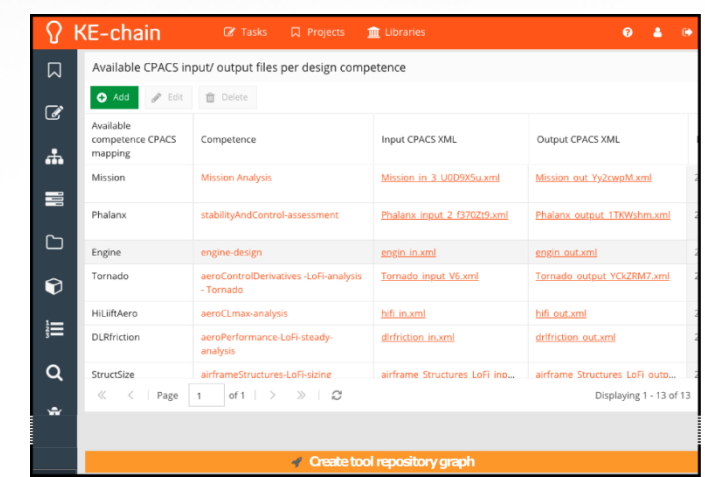 KE-chain
Tasks Projects Libraries
Available CPACS input/ output files per design competence
Add Edit Delete
Available competence CPACS mapping Competence Input CPACS XML Output CPACS XML
Mission Mission Analysis Mission_in_3_U0D9X5u.xml Mission_out_Yy2cwpM.xml
Phalanx stabilityAndControl-assessment Phalanx_input_2_f370Zt9.xml Phalanx_output_1TKWshm.xml
Engine engine-design engin_in.xml engin_out.xml
Tornado aeroControlDerivatives -LoFi-analysis - Tornado Tornado_input_V6.xml Tornado_output_YCkZRM7.xml
HiLiiftAero aeroCLmax-analysis hifi_in.xml hifi_out.xml
DLRfriction aeroPerformance-LoFi-steady-analysis dlrfriction_in.xml drlfriction_out.xml
StructSize airframeStructures-LoFi-sizing airframe_Structures_LoFi_inp... airframe_Structures_LoFi_outp...
Page 1 of 1 Displaying 1 - 13 of 13
Create tool repository graph